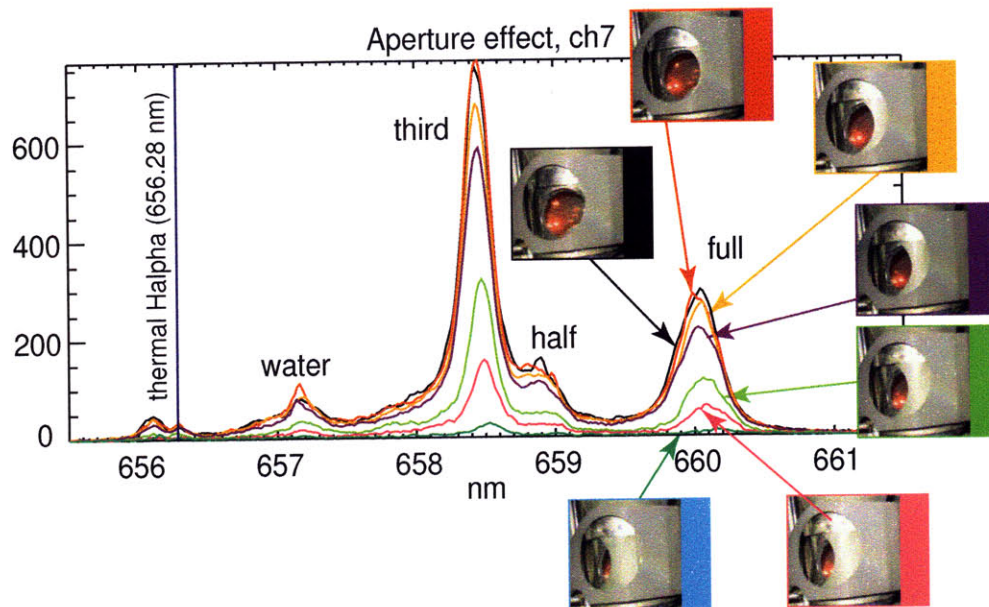 Aperture effect, ch7
600
400
200
0
thermal Halpha (656.28 nm)
water
third
half
full
656
657
658
659
660
661
nm